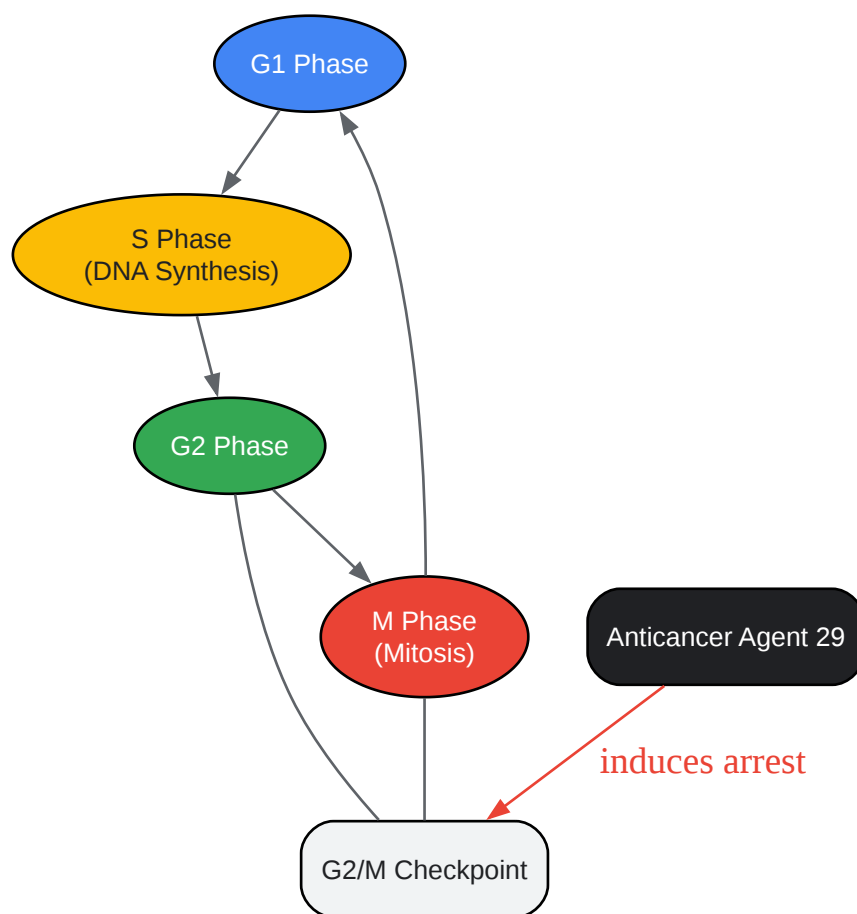 G1 Phase
S Phase
(DNA Synthesis)
G2 Phase
M Phase
(Mitosis)
Anticancer Agent 29
induces arrest
G2/M Checkpoint